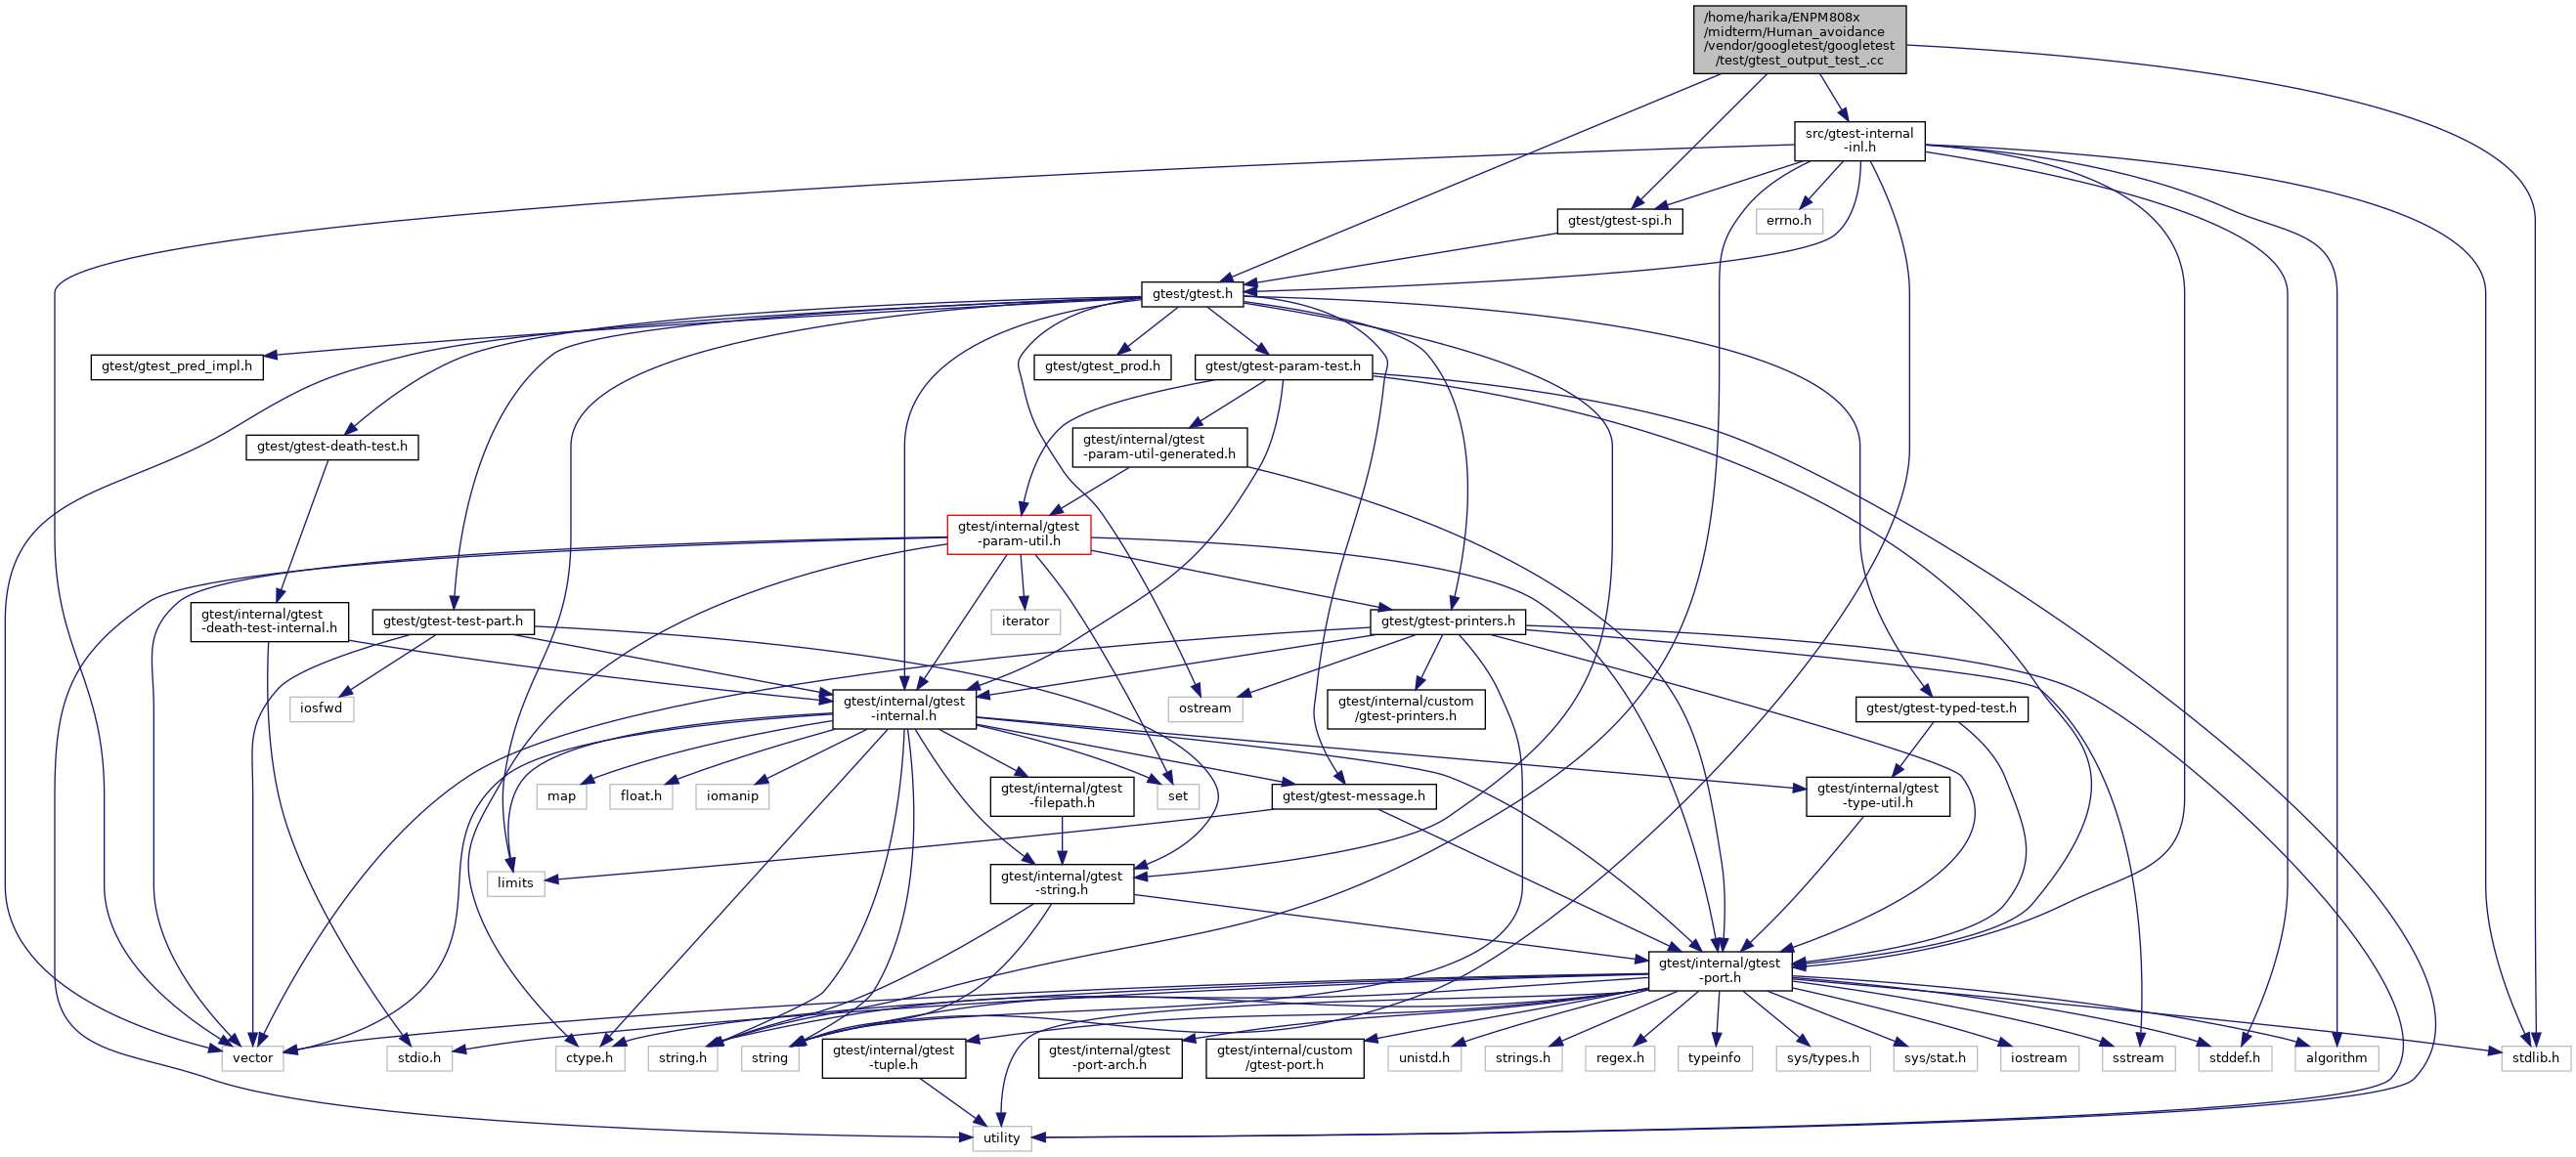 /home/harika/ENPM808x
/midterm/Human_avoidance
/vendor/googletest/googletest
/test/gtest_output_test_.cc
src/gtest-internal
-inl.h
gtest/gtest-spi.h
errno.h
gtest/gtest.h
gtest/gtest_pred_impl.h
gtest/gtest_prod.h
gtest/gtest-param-test.h
gtest/gtest-death-test.h
gtest/internal/gtest
-param-util-generated.h
gtest/internal/gtest
-param-util.h
gtest/internal/gtest
-death-test-internal.h
gtest/gtest-test-part.h
iterator
gtest/gtest-printers.h
iosfwd
gtest/internal/gtest
-internal.h
ostream
gtest/internal/custom
/gtest-printers.h
gtest/gtest-typed-test.h
map
float.h
iomanip
gtest/internal/gtest
-filepath.h
set
gtest/gtest-message.h
gtest/internal/gtest
-type-util.h
limits
gtest/internal/gtest
-string.h
gtest/internal/gtest
-port.h
vector
stdio.h
ctype.h
string.h
string
gtest/internal/gtest
-tuple.h
gtest/internal/gtest
-port-arch.h
gtest/internal/custom
/gtest-port.h
unistd.h
strings.h
regex.h
typeinfo
sys/types.h
sys/stat.h
iostream
sstream
stddef.h
algorithm
stdlib.h
utility